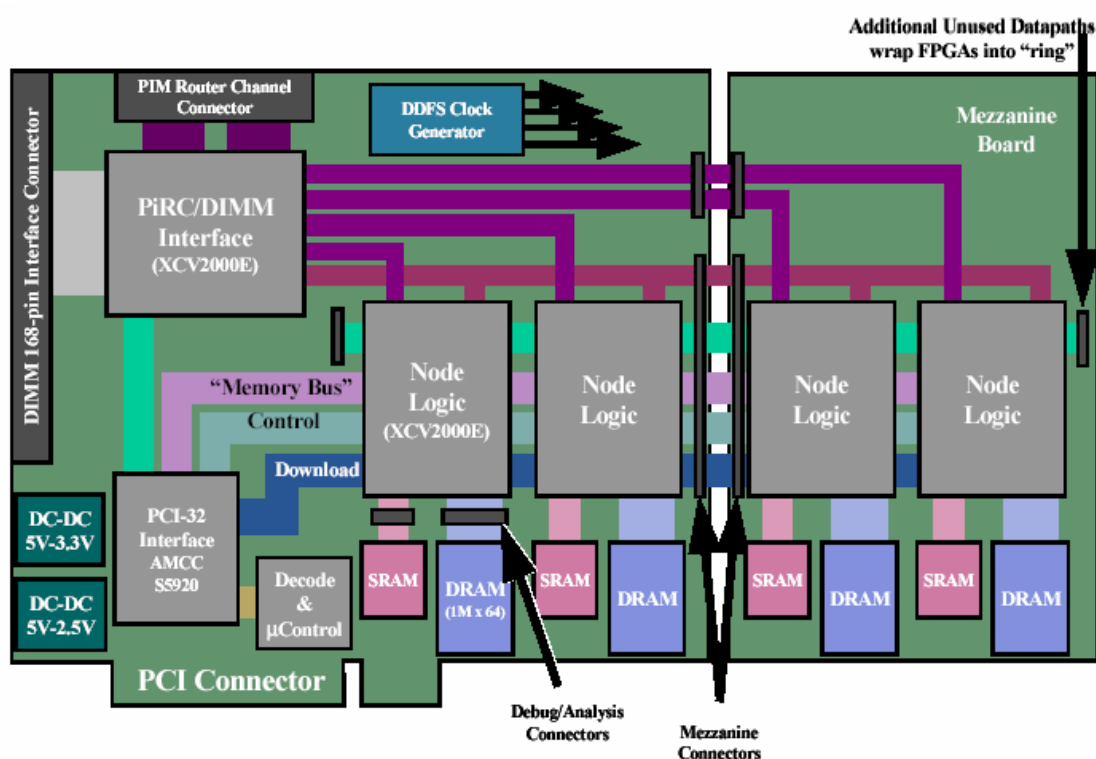 Additional Unused Datapaths
wrap FPGAs into “ring”
PIM Router Channel
Connector
DDFS Clock
Generator
Mezzanine
Board
DIMM 168-pin Interface Connector
PiRC/DIMM
Interface
(XCV2000E)
“Memory Bus”
Control
Download
Node
Logic
(XCV2000E)
Node
Logic
Node
Logic
Node
Logic
DC-DC
5V-3.3V
DC-DC
5V-2.5V
PCI-32
Interface
AMCC
S5920
Decode
&
µControl
SRAM
DRAM
(1M x 64)
SRAM
DRAM
SRAM
DRAM
SRAM
DRAM
PCI Connector
Debug/Analysis
Connectors
Mezzanine
Connectors